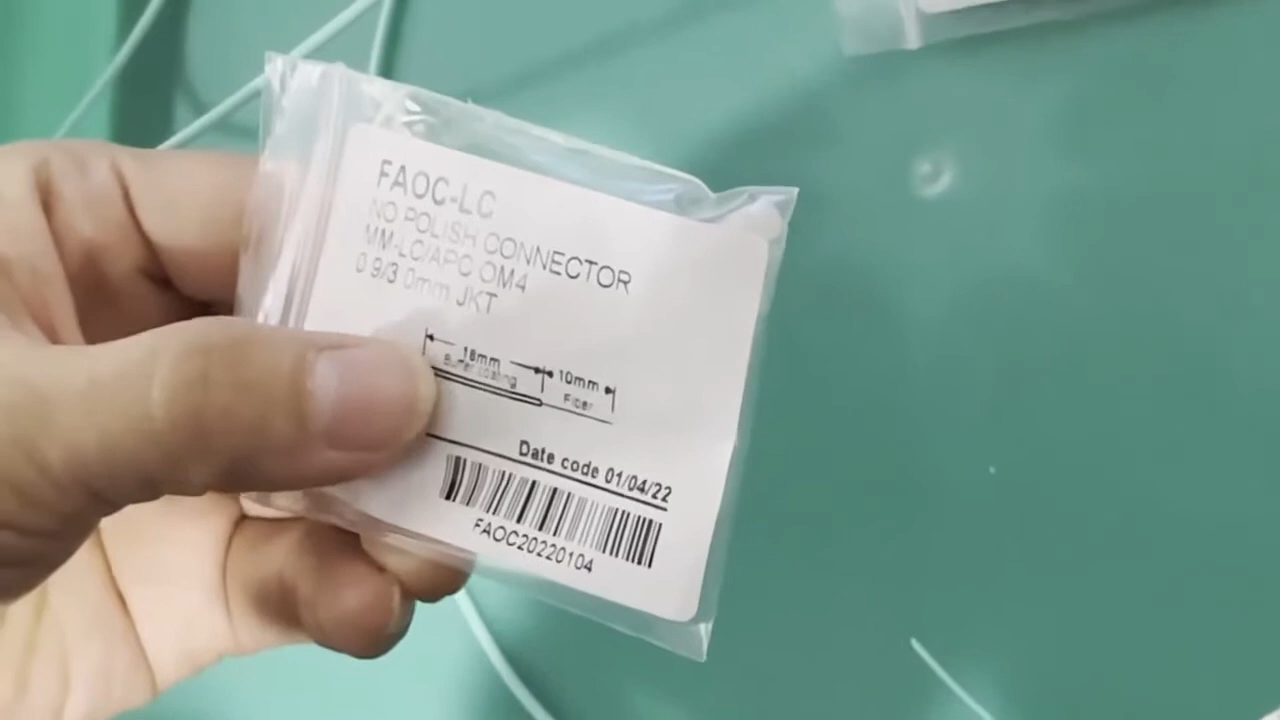 FAOC-LC
NO POLISH CONNECTOR
MM-LC/APC OM4
0.9/3.0mm JKT
16mm
10mm
Buffer coating
Fiber
Date code 01/04/22
FAOC20220104